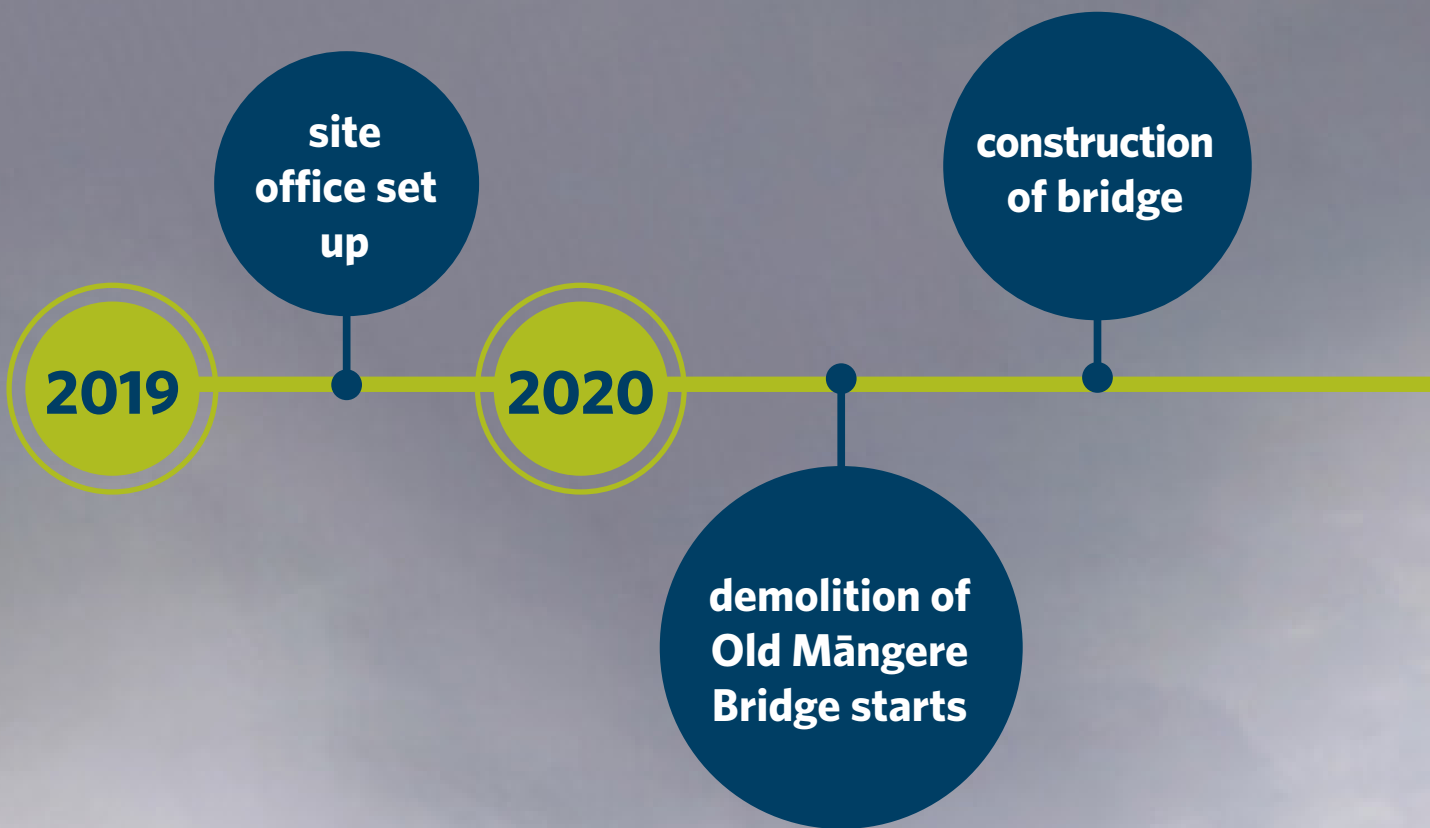 2019
site
office set
up
2020
demolition of
Old Māngere
Bridge starts
construction
of bridge